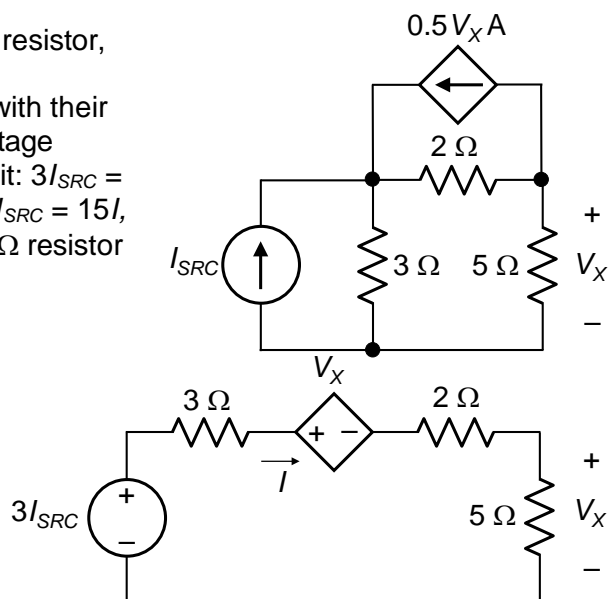 resistor,
with their
tage
it: 3I_SRC =
I_SRC = 15I,
Ω resistor
0.5V_X A
2 Ω
I_SRC
3 Ω
5 Ω
+
V_X
–
V_X
3 Ω
+ –
2 Ω
I
3I_SRC
+
–
5 Ω
+
V_X
–